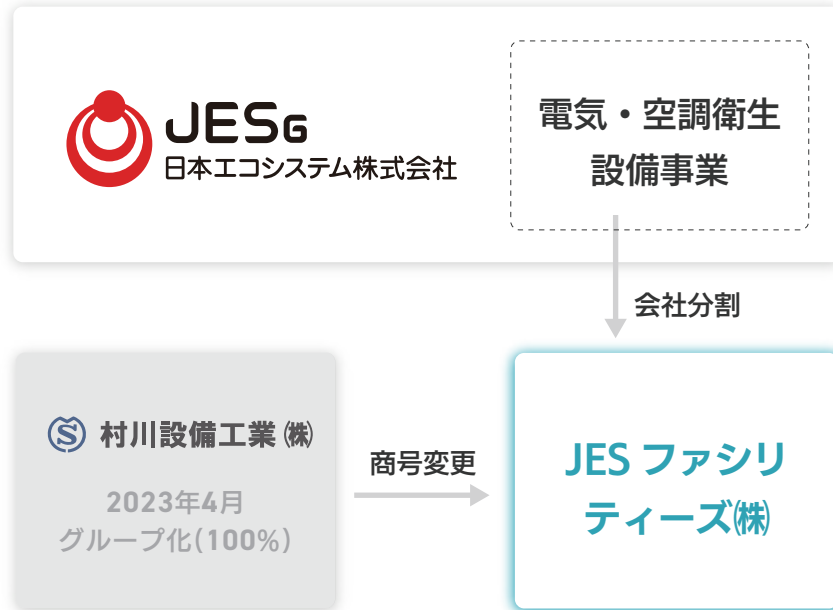 JESG
日本エコシステム株式会社
電気・空調衛生
設備事業
会社分割
村川設備工業㈱
2023年4月
グループ化(100%)
商号変更
JES ファシリ
ティーズ㈱